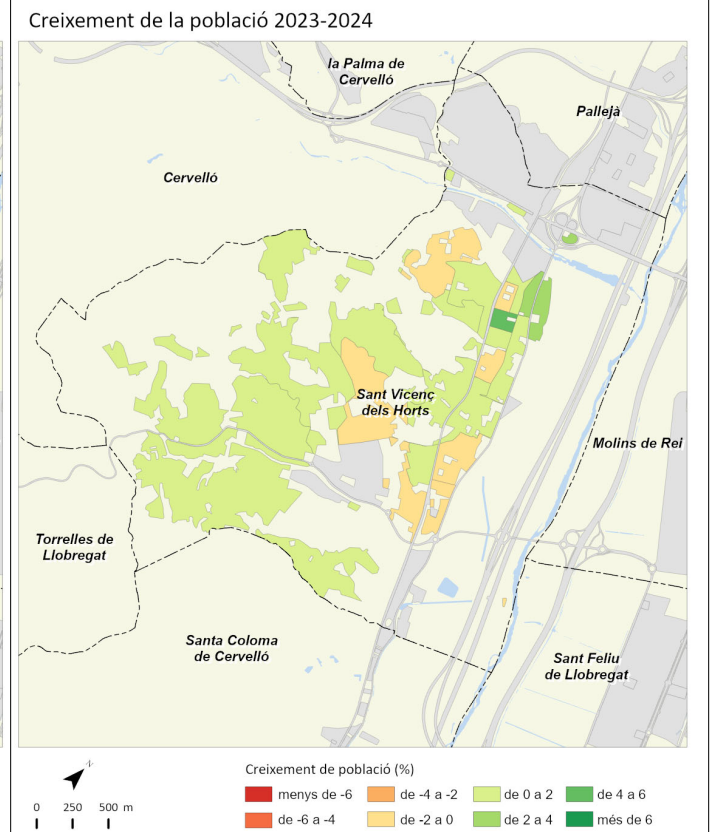 Creixement de la població 2023-2024
la Palma de
Cervelló
Pallejà
Cervelló
Sant Vicenç
dels Horts
Molins de Rei
Torrelles de
Llobregat
Santa Coloma
de Cervelló
Sant Feliu
de Llobregat
N
0 250 500 m
Creixement de població (%)
menys de -6 de -4 a -2 de 0 a 2 de 4 a 6
de -6 a -4 de -2 a 0 de 2 a 4 més de 6